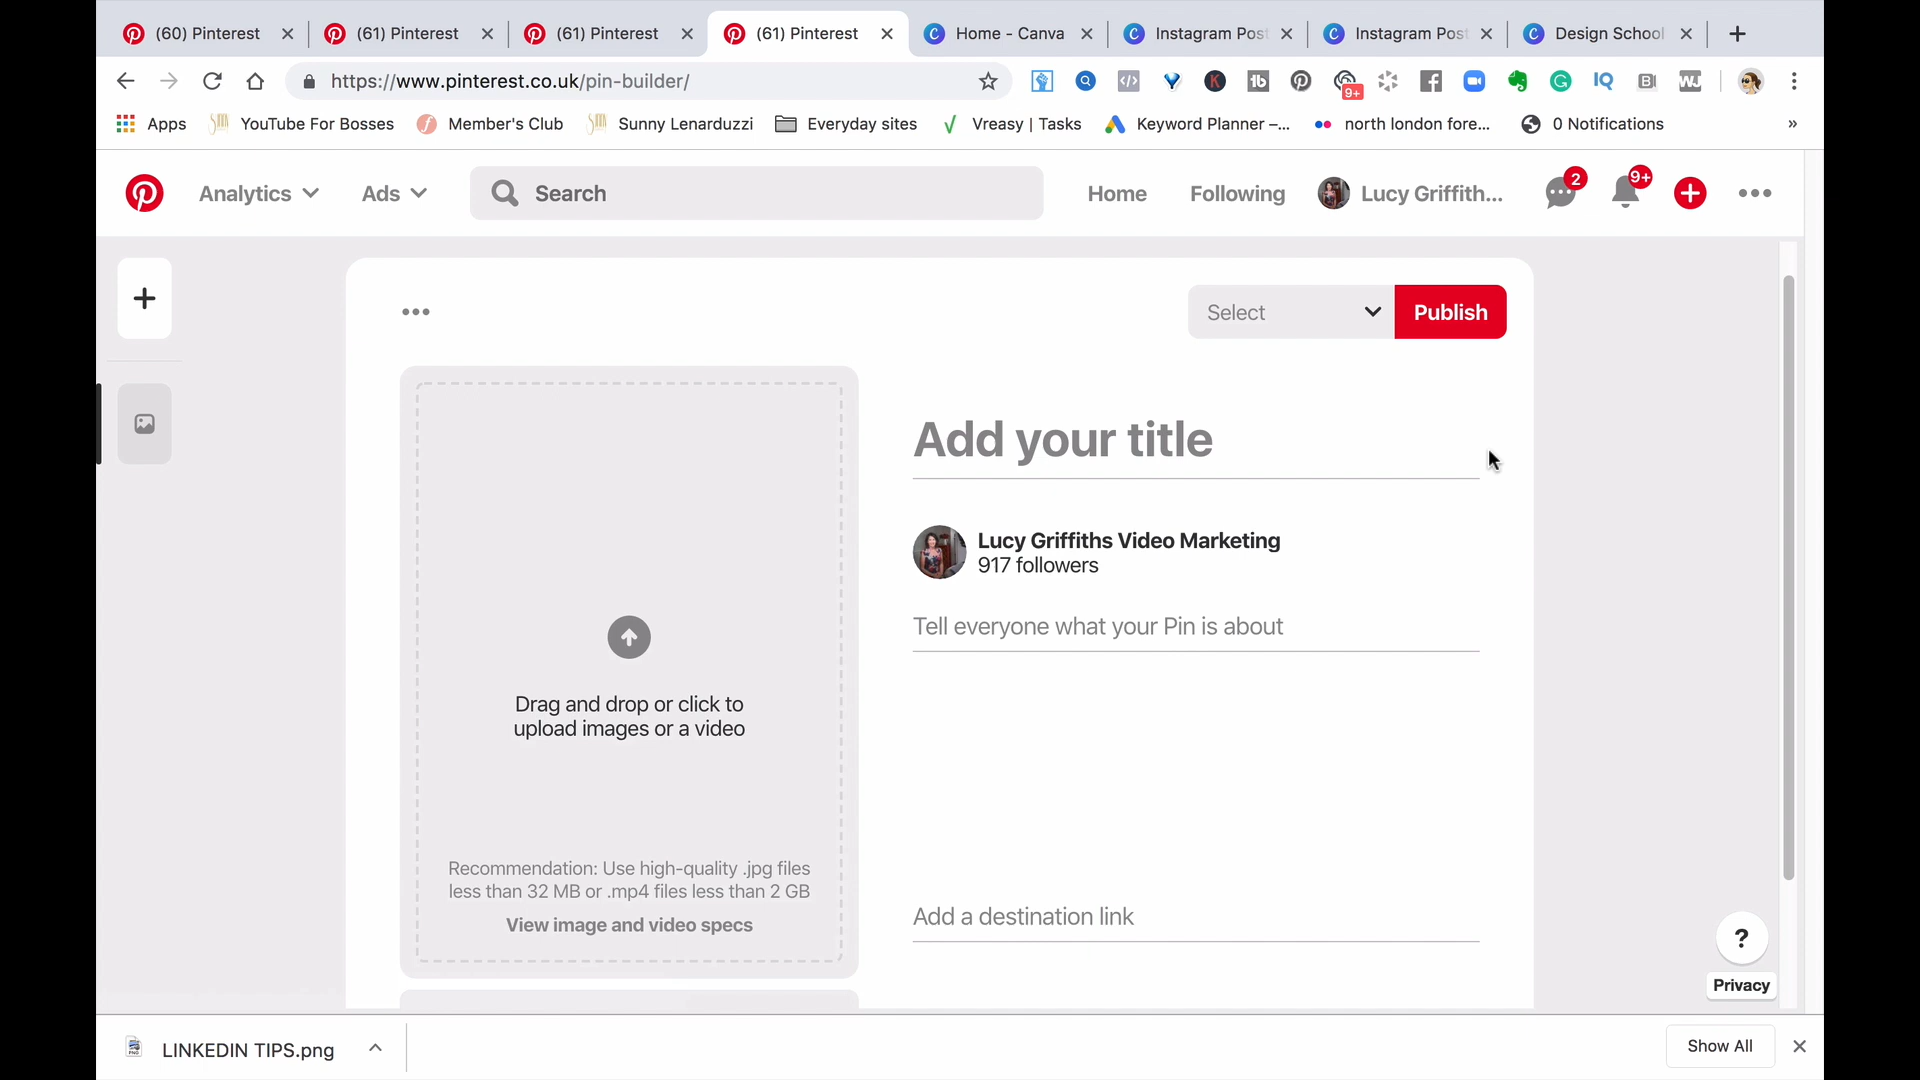 (60) Pinterest
(61) Pinterest
(61) Pinterest
(61) Pinterest
Home - Canva
Instagram Post
Instagram Post
Design School
https://www.pinterest.co.uk/pin-builder/
9+
Apps
YouTube For Bosses
Member's Club
Sunny Lenarduzzi
Everyday sites
Vreasy | Tasks
Keyword Planner –...
north london fore...
0 Notifications
»
Analytics
Ads
Search
Home
Following
Lucy Griffith...
2
9+
Select
Publish
Add your title
Lucy Griffiths Video Marketing
917 followers
Tell everyone what your Pin is about
Drag and drop or click to
upload images or a video
Recommendation: Use high-quality .jpg files
less than 32 MB or .mp4 files less than 2 GB
View image and video specs
Add a destination link
?
Privacy
LINKEDIN TIPS.png
Show All